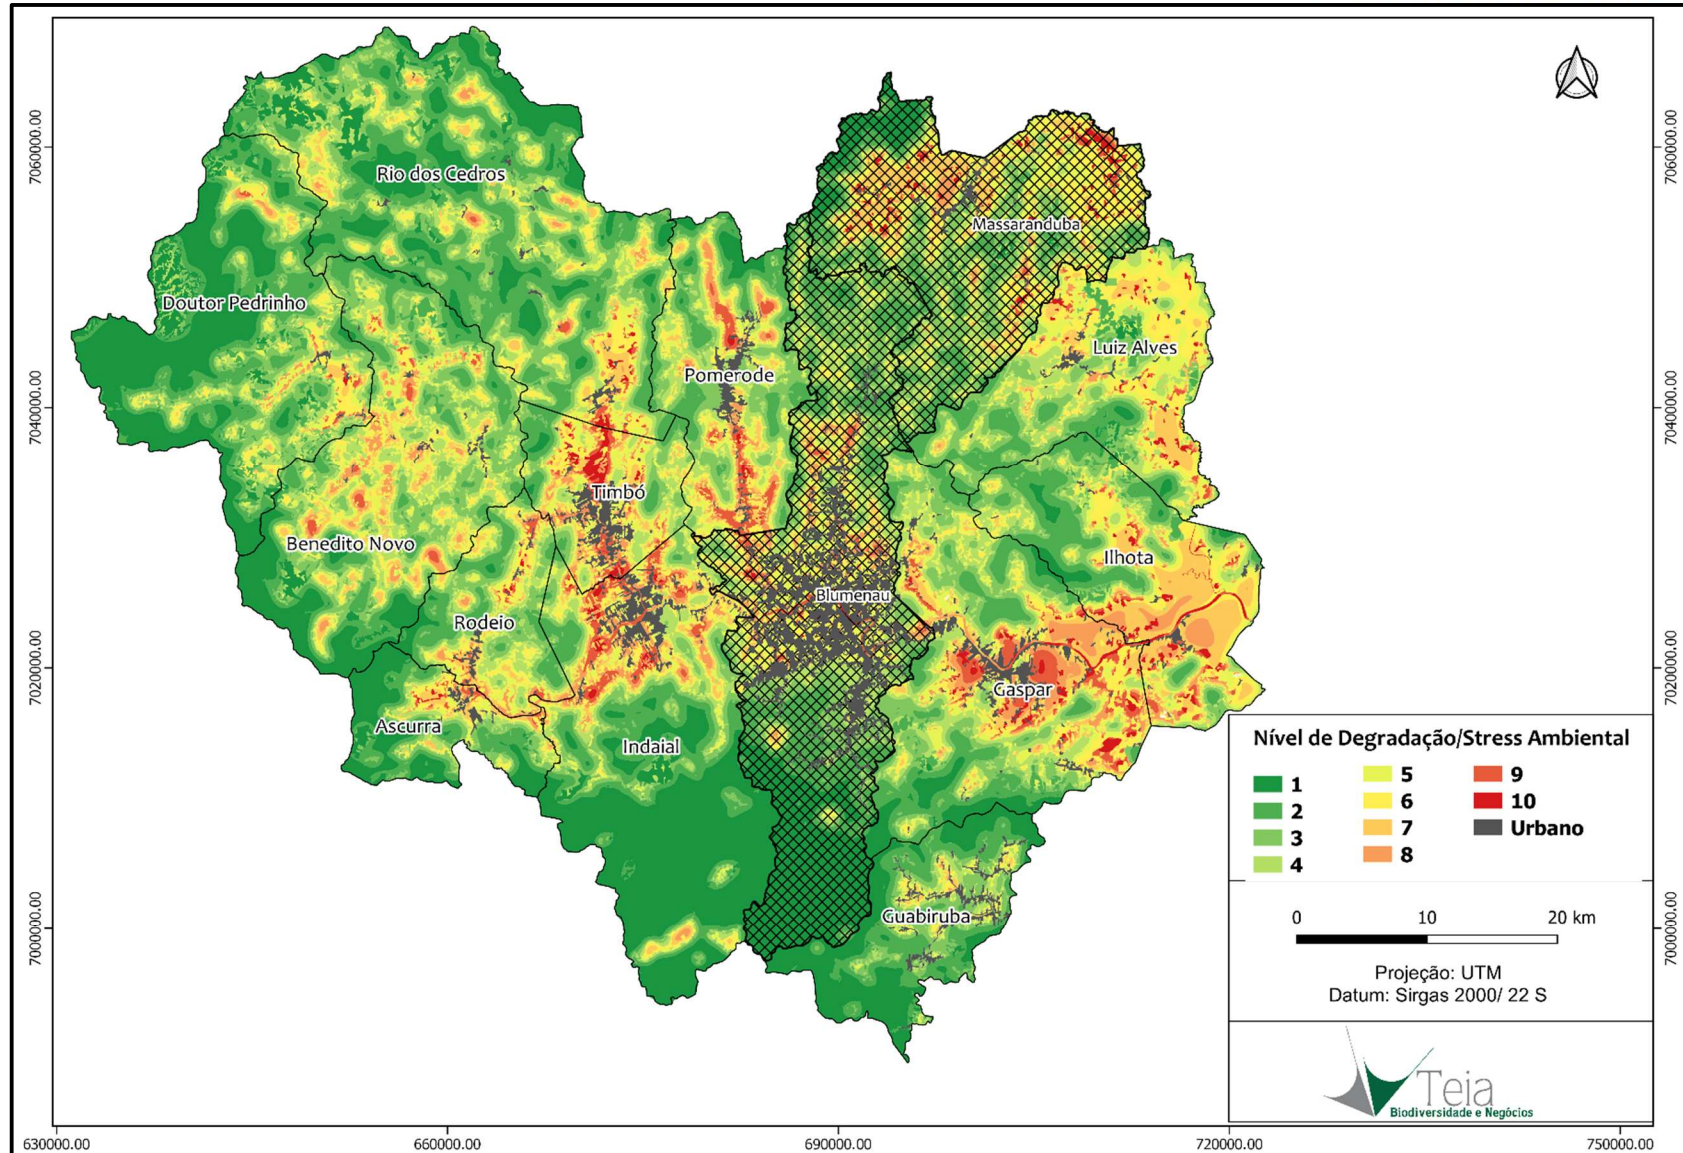 7060000.00
7040000.00
7020000.00
7000000.00
7060000.00
7040000.00
7020000.00
7000000.00
630000.00
660000.00
690000.00
720000.00
750000.00
Rio dos Cedros
Massaranduba
Doutor Pedrinho
Luiz Alves
Pomerode
Timbó
Benedito Novo
Ilhota
Blumenau
Rodeio
Gaspar
Ascurra
Indaial
Guabiruba
Nível de Degradação/Stress Ambiental
1
2
3
4
5
6
7
8
9
10
Urbano
0 10 20 km
Projeção: UTM
Datum: Sirgas 2000/ 22 S
Teia
Biodiversidade e Negócios